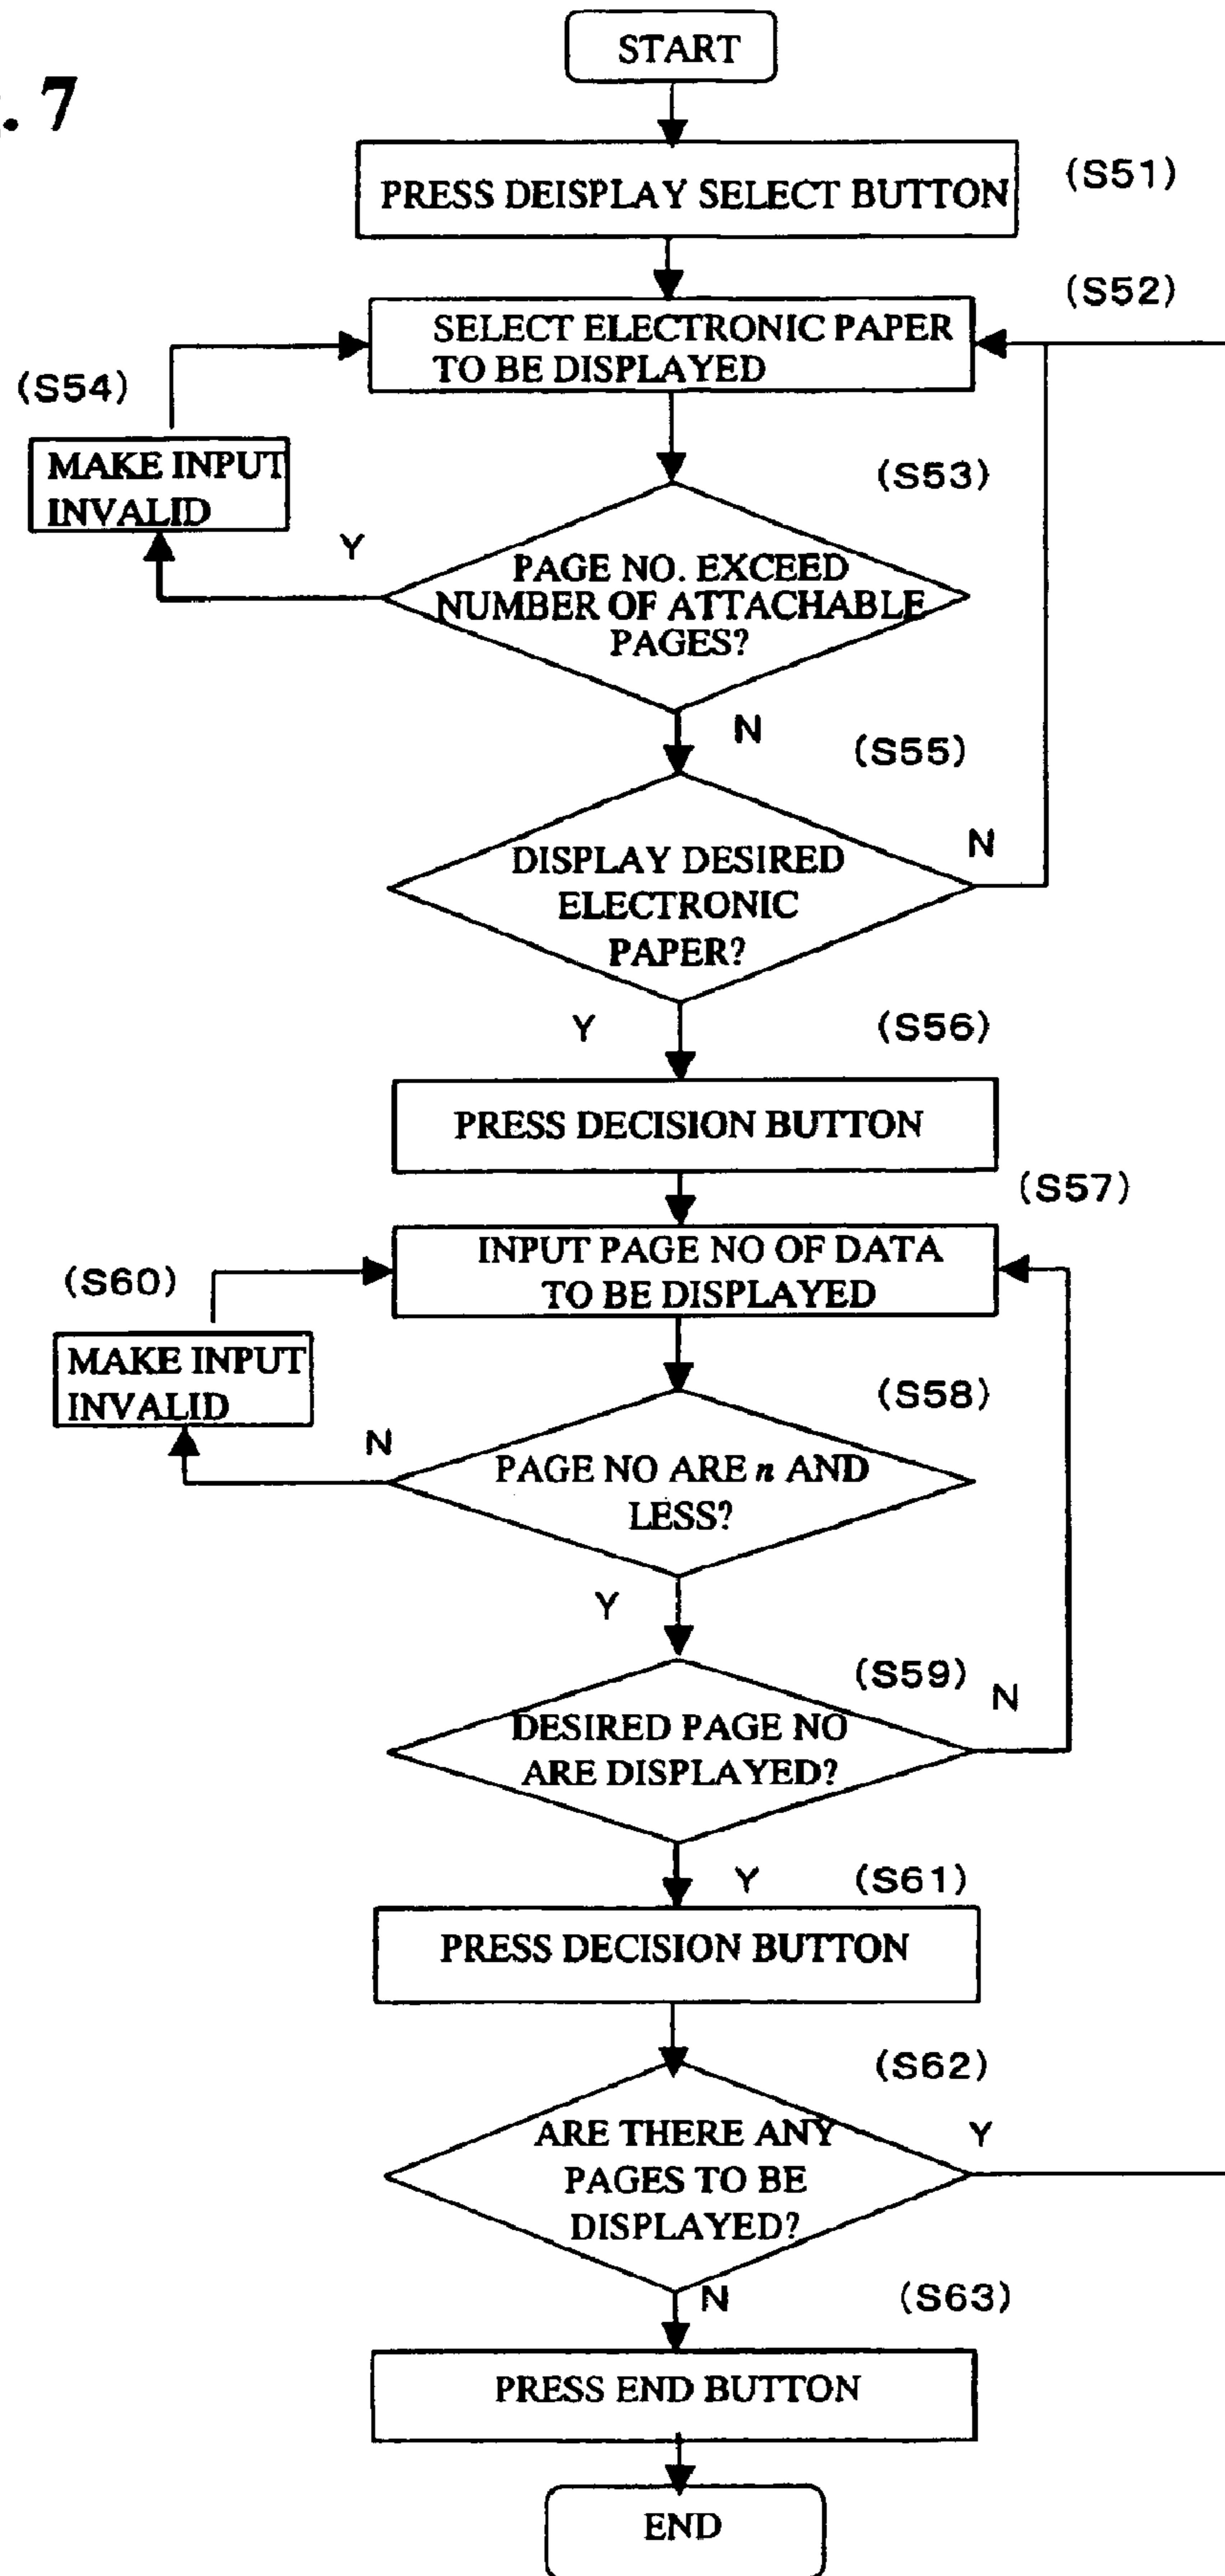 . 7
START
PRESS DEISPLAY SELECT BUTTON
(S51)
(S52)
SELECT ELECTRONIC PAPER
TO BE DISPLAYED
(S54)
MAKE INPUT
INVALID
(S53)
Y
PAGE NO. EXCEED
NUMBER OF ATTACHABLE
PAGES?
N
(S55)
DISPLAY DESIRED
ELECTRONIC
PAPER?
N
Y
(S56)
PRESS DECISION BUTTON
(S57)
INPUT PAGE NO OF DATA
TO BE DISPLAYED
(S60)
MAKE INPUT
INVALID
(S58)
N
PAGE NO ARE n AND
LESS?
Y
(S59)
N
DESIRED PAGE NO
ARE DISPLAYED?
Y
(S61)
PRESS DECISION BUTTON
(S62)
ARE THERE ANY
PAGES TO BE
DISPLAYED?
Y
N
(S63)
PRESS END BUTTON
END